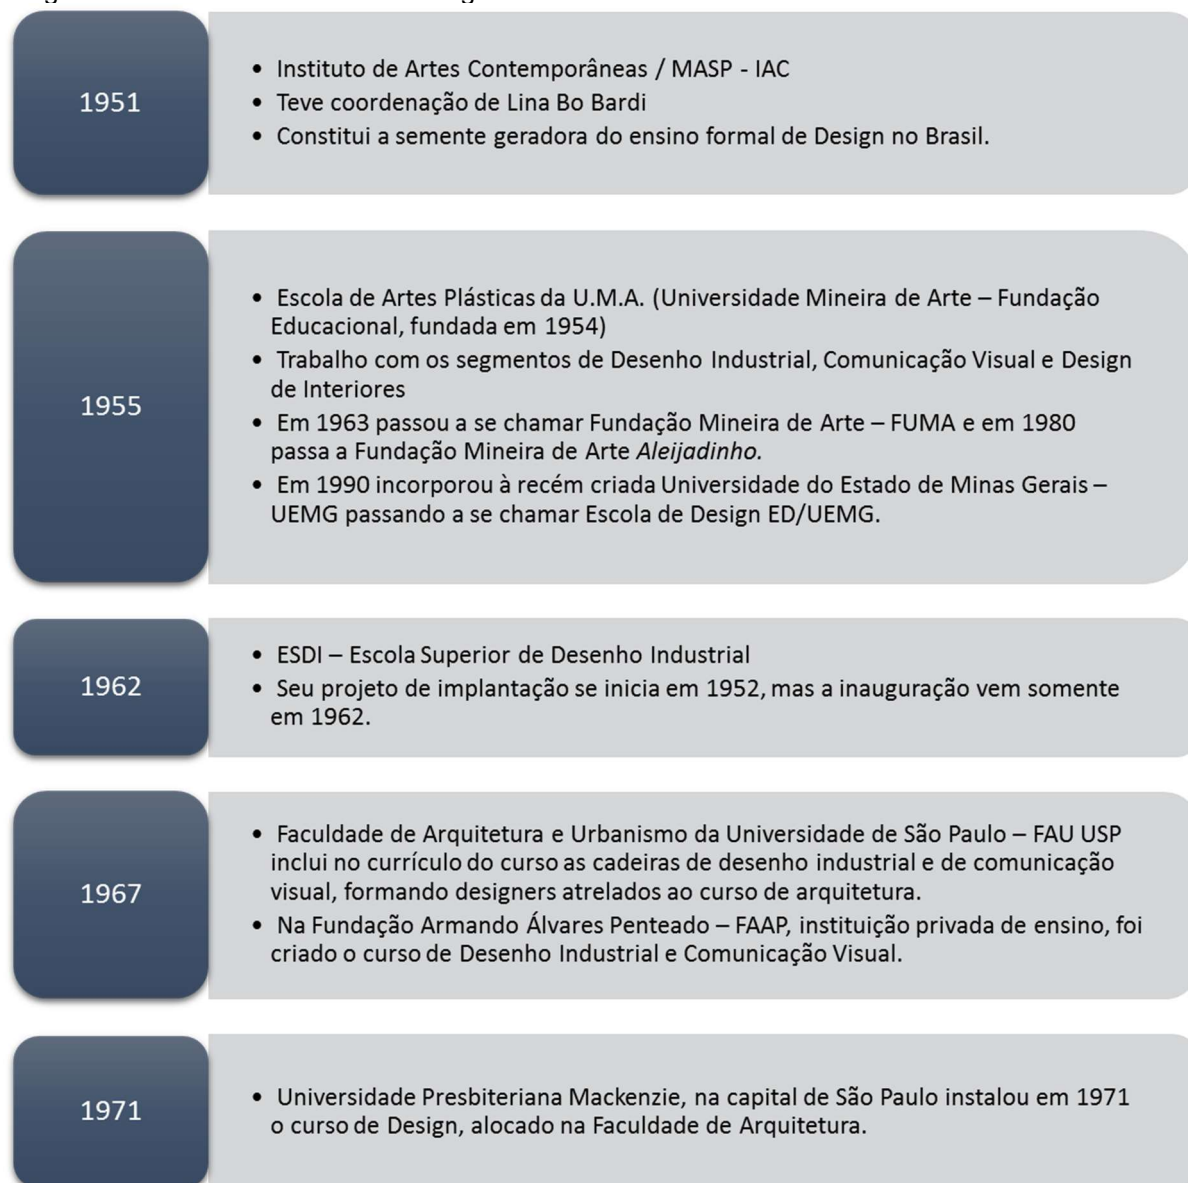 1951
• Instituto de Artes Contemporâneas / MASP - IAC
• Teve coordenação de Lina Bo Bardi
• Constitui a semente geradora do ensino formal de Design no Brasil.
1955
• Escola de Artes Plásticas da U.M.A. (Universidade Mineira de Arte – Fundação
Educacional, fundada em 1954)
• Trabalho com os segmentos de Desenho Industrial, Comunicação Visual e Design
de Interiores
• Em 1963 passou a se chamar Fundação Mineira de Arte – FUMA e em 1980
passa a Fundação Mineira de Arte Aleijadinho.
• Em 1990 incorporou à recém criada Universidade do Estado de Minas Gerais –
UEMG passando a se chamar Escola de Design ED/UEMG.
1962
• ESDI – Escola Superior de Desenho Industrial
• Seu projeto de implantação se inicia em 1952, mas a inauguração vem somente
em 1962.
1967
• Faculdade de Arquitetura e Urbanismo da Universidade de São Paulo – FAU USP
inclui no currículo do curso as cadeiras de desenho industrial e de comunicação
visual, formando designers atrelados ao curso de arquitetura.
• Na Fundação Armando Álvares Penteado – FAAP, instituição privada de ensino, foi
criado o curso de Desenho Industrial e Comunicação Visual.
1971
• Universidade Presbiteriana Mackenzie, na capital de São Paulo instalou em 1971
o curso de Design, alocado na Faculdade de Arquitetura.